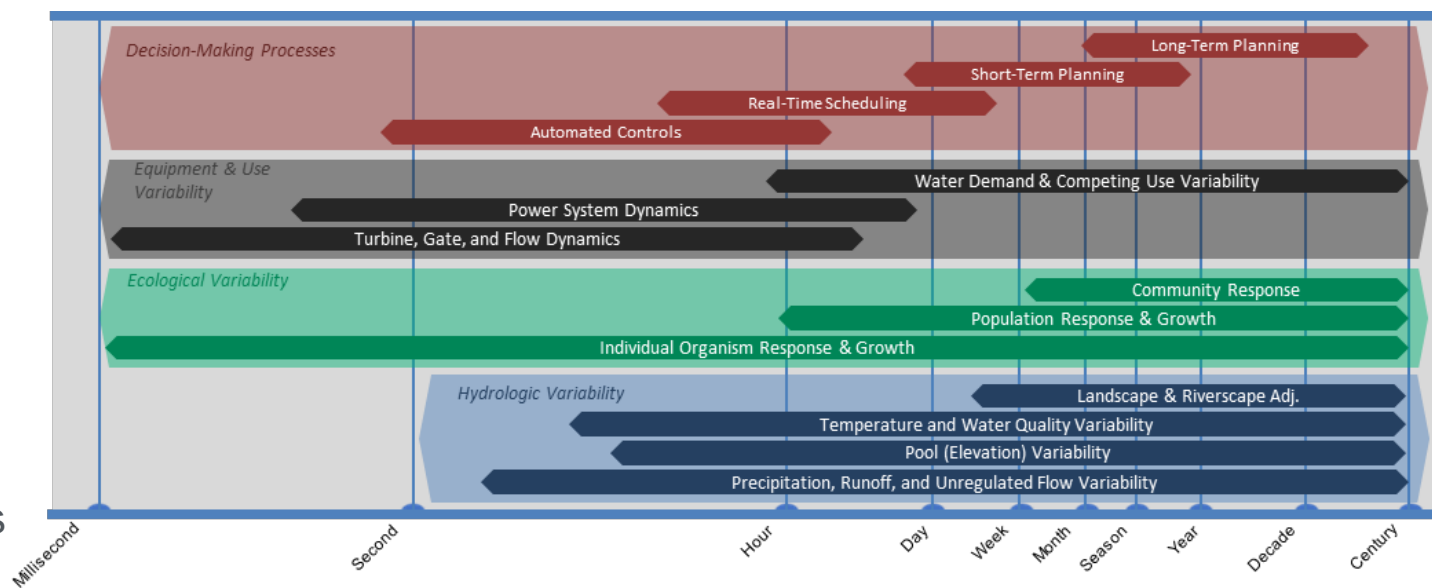 Decision-Making Processes
Long-Term Planning
Short-Term Planning
Real-Time Scheduling
Automated Controls
Equipment & Use
Variability
Water Demand & Competing Use Variability
Power System Dynamics
Turbine, Gate, and Flow Dynamics
Ecological Variability
Community Response
Population Response & Growth
Individual Organism Response & Growth
Hydrologic Variability
Landscape & Riverscape Adj.
Temperature and Water Quality Variability
Pool (Elevation) Variability
Precipitation, Runoff, and Unregulated Flow Variability
s
Millisecond
Second
Hour
Day
Week
Month
Season
Year
Decade
Century